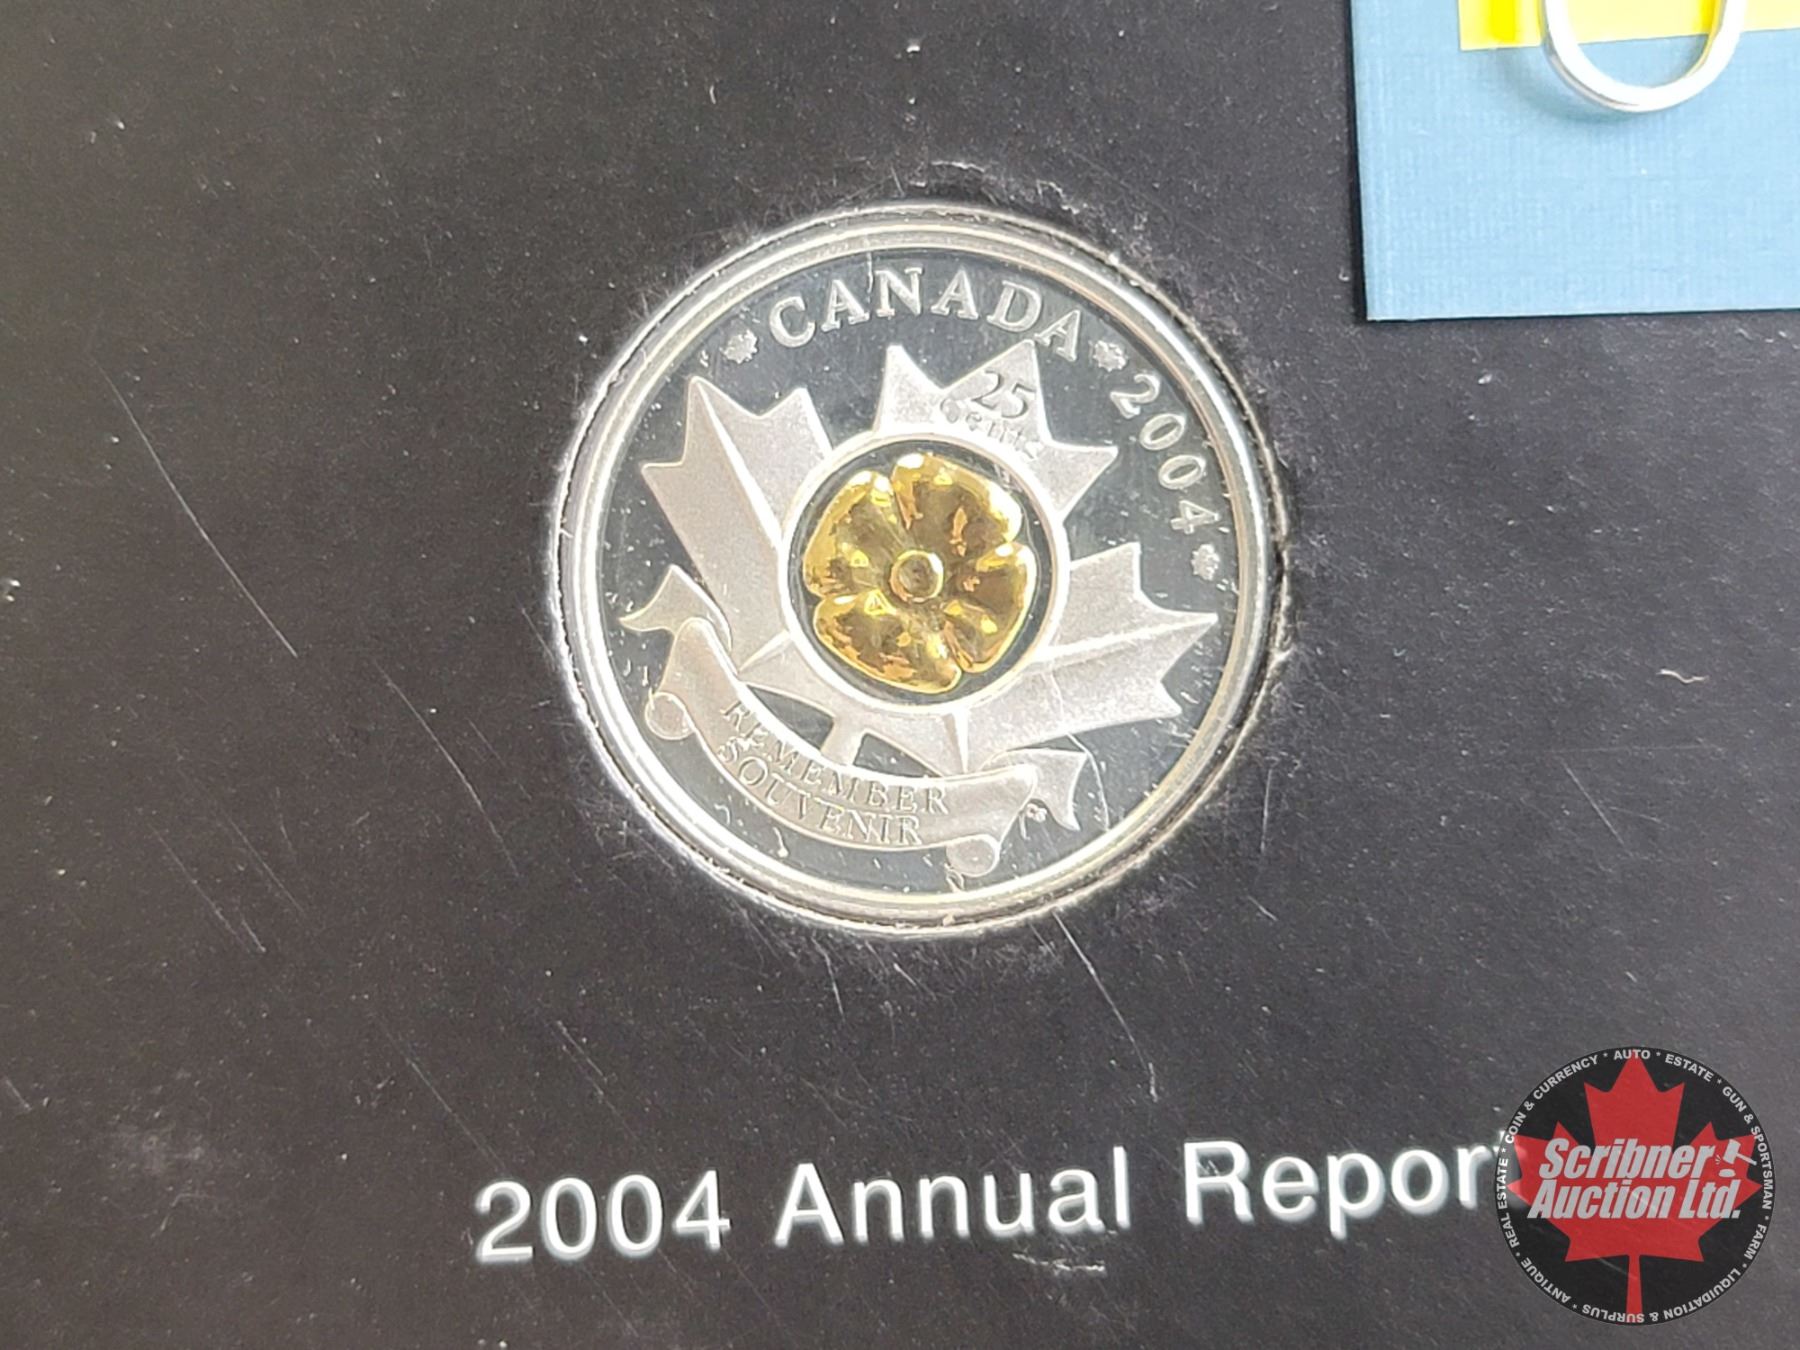 CANADA 2004
25
cents
REMEMBER
SOUVENIR
2004 Annual Report
COIN & CURRENCY * AUTO * ESTATE * GUN & SPORTSMAN * FARM * LIQUIDATION & SURPLUS * ANTIQUE * REAL ESTATE *
Scribner
Auction Ltd.